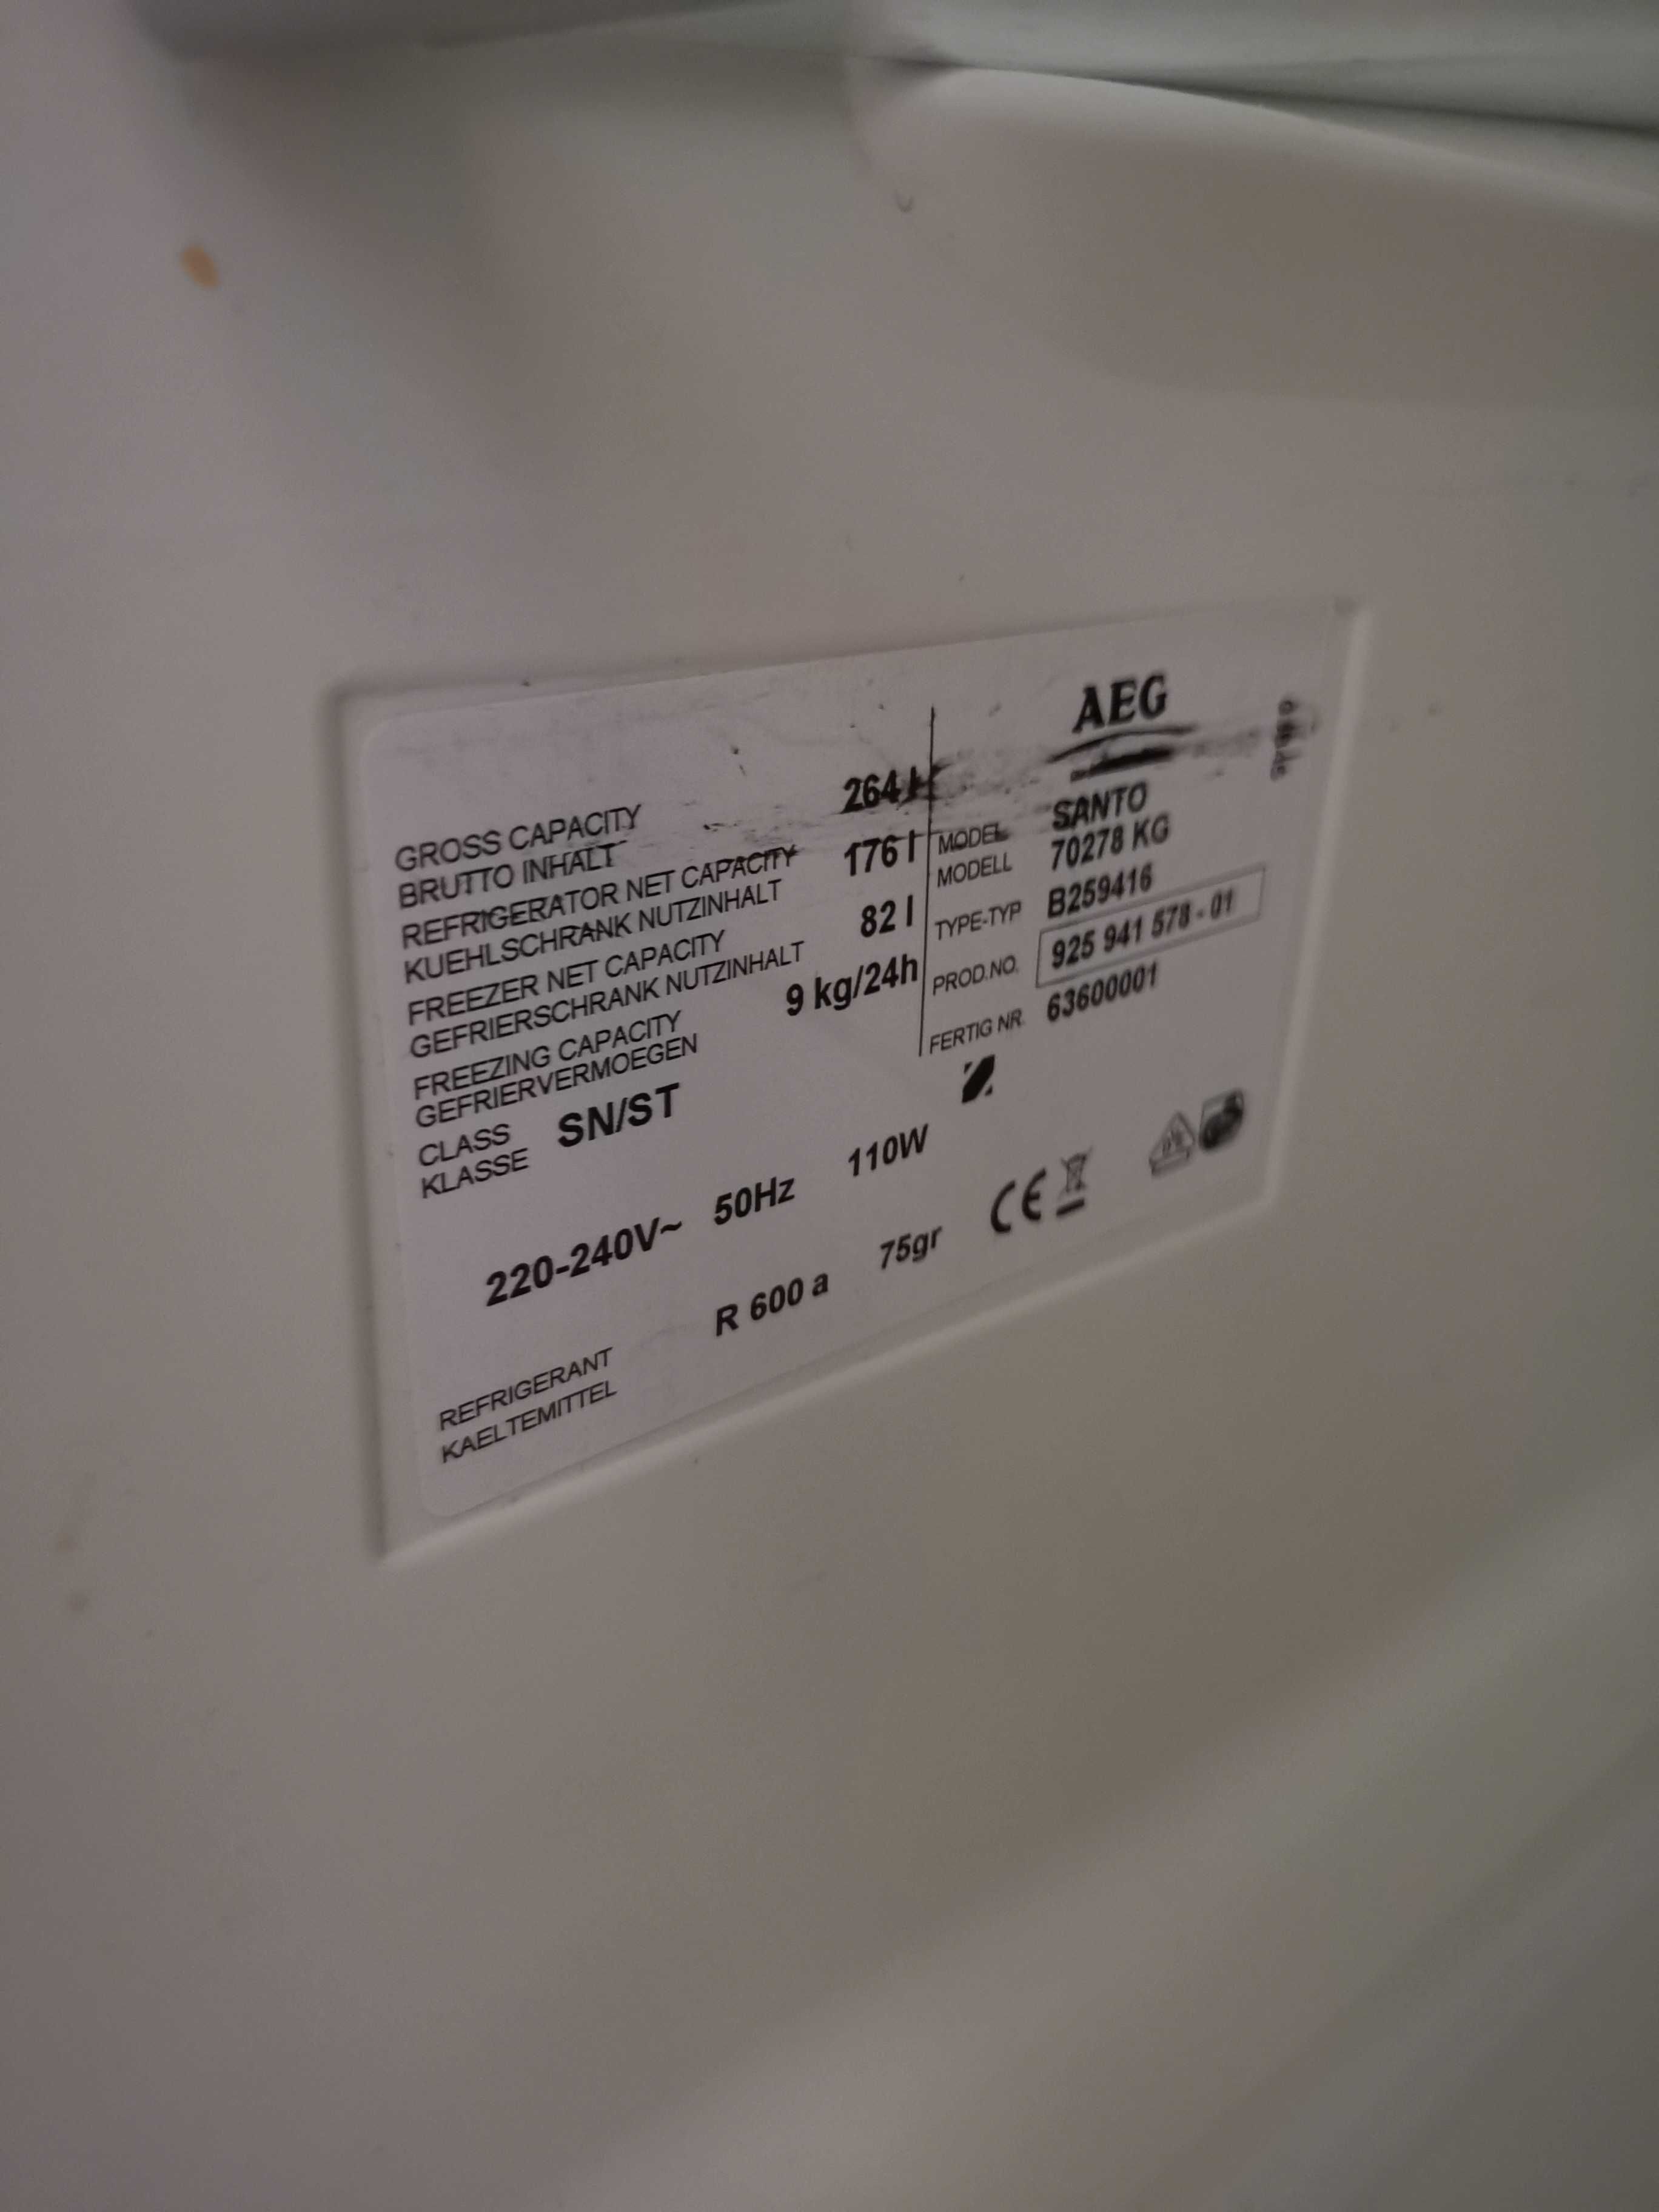 AEG
GROSS CAPACITY 264 l
BRUTTO INHALT
REFRIGERATOR NET CAPACITY 176 l
KUEHLSCHRANK NUTZINHALT
FREEZER NET CAPACITY 82 l
GEFRIERSCHRANK NUTZINHALT
FREEZING CAPACITY 9 kg/24h
GEFRIERVERMOEGEN
CLASS SN/ST
KLASSE
MODEL SANTO
MODELL 70278 KG
TYPE-TYP B259416
PROD.NO. 925 941 578 - 01
FERTIG NR. 63600001
220-240V~ 50Hz 110W
REFRIGERANT R 600 a 75gr
KAELTEMITTEL
CE